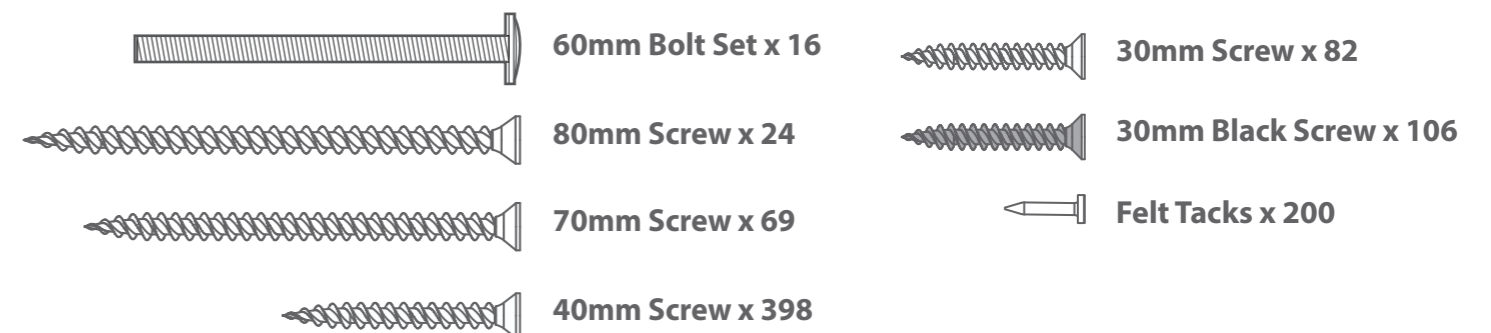 60mm Bolt Set x 16
80mm Screw x 24
70mm Screw x 69
40mm Screw x 398
30mm Screw x 82
30mm Black Screw x 106
Felt Tacks x 200